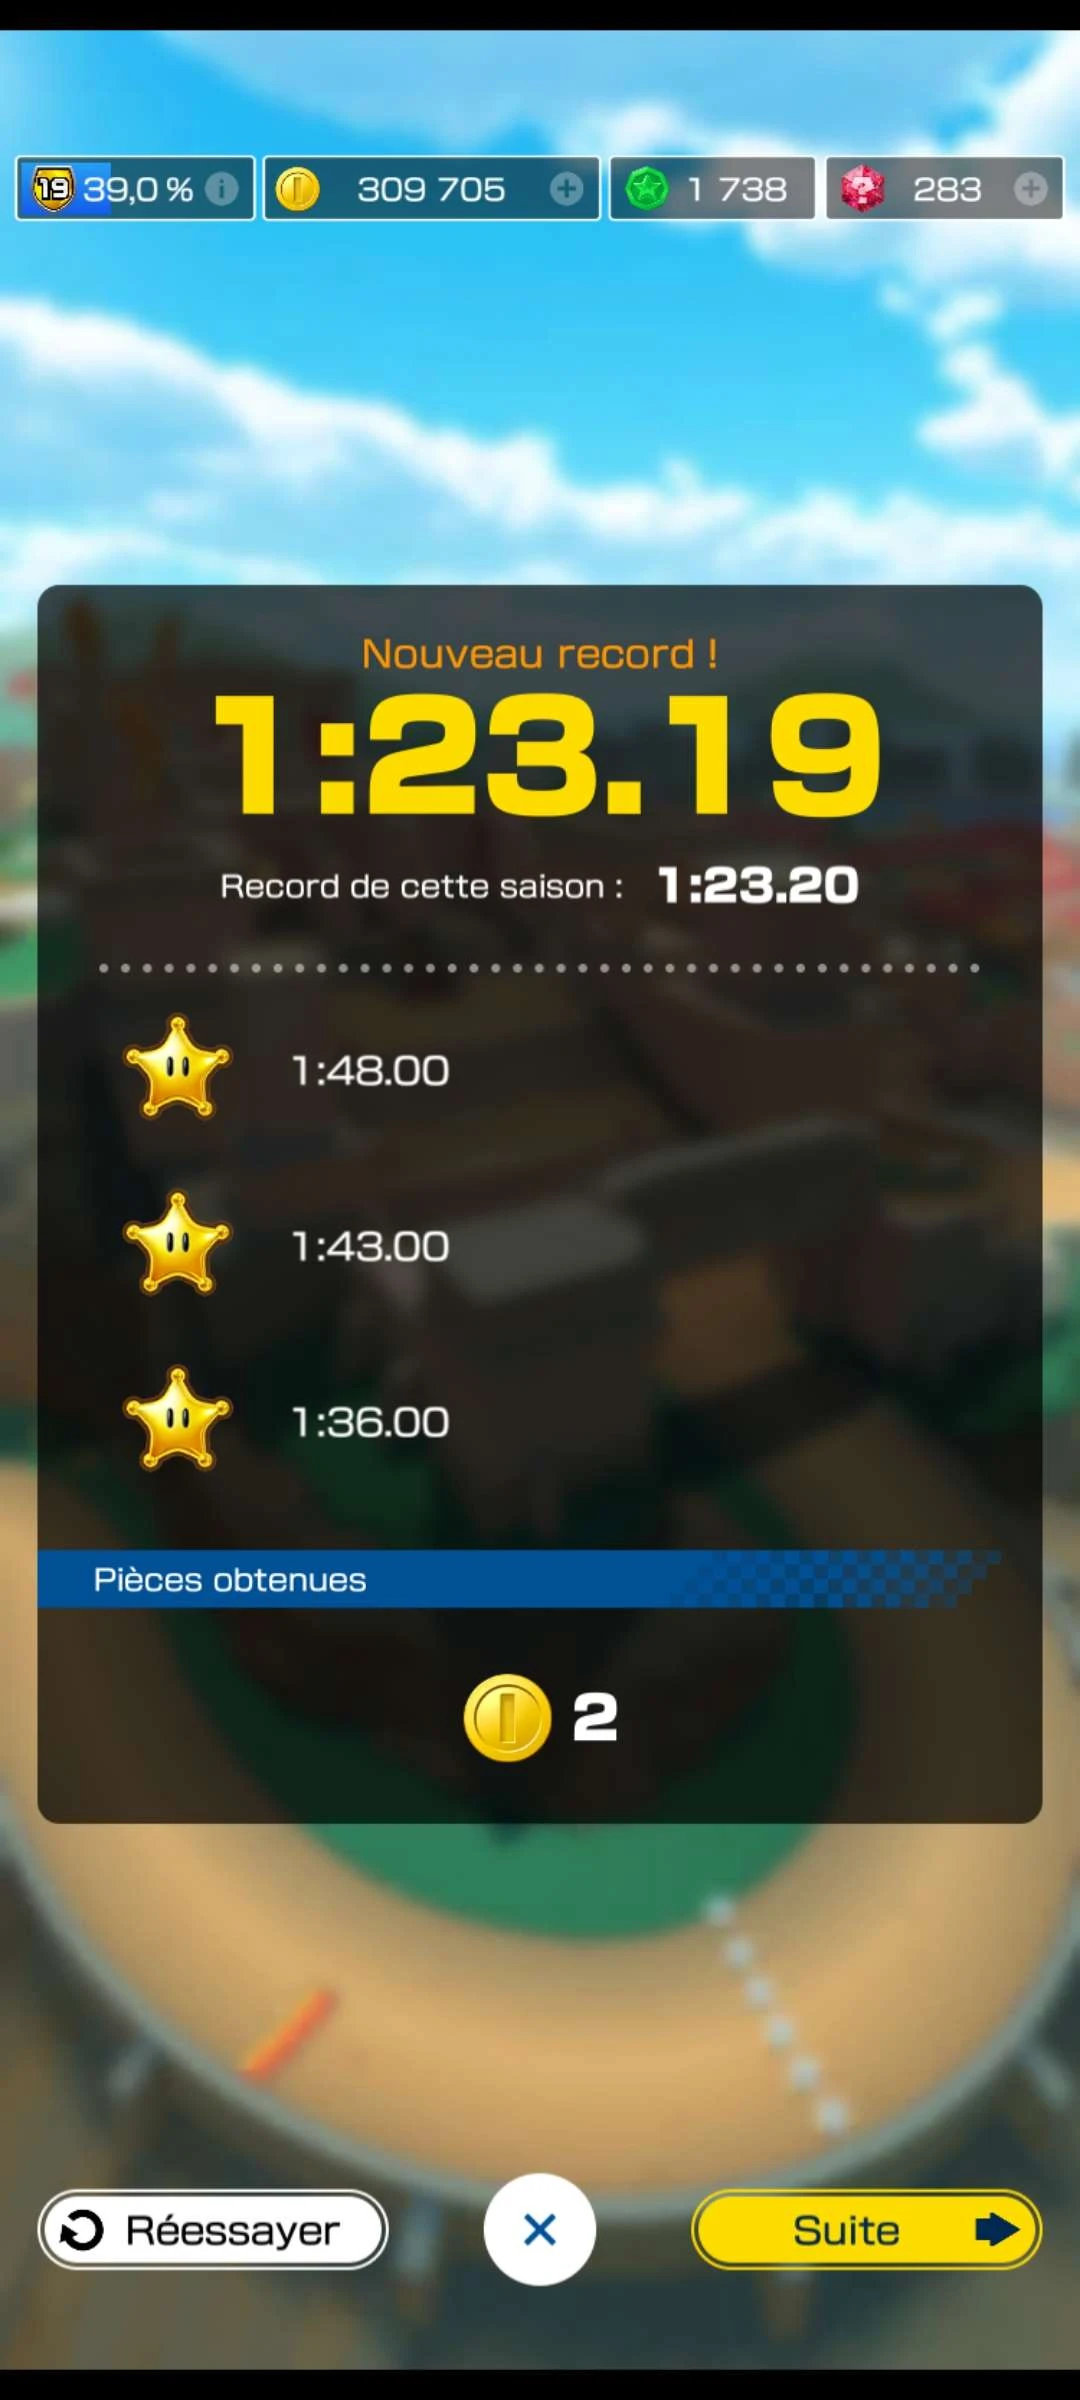 19 39,0 % i 309 705 + 1 738 ? 283 +
Nouveau record !
1:23.19
Record de cette saison : 1:23.20
1:48.00
1:43.00
1:36.00
Pièces obtenues
2
Réessayer
Suite